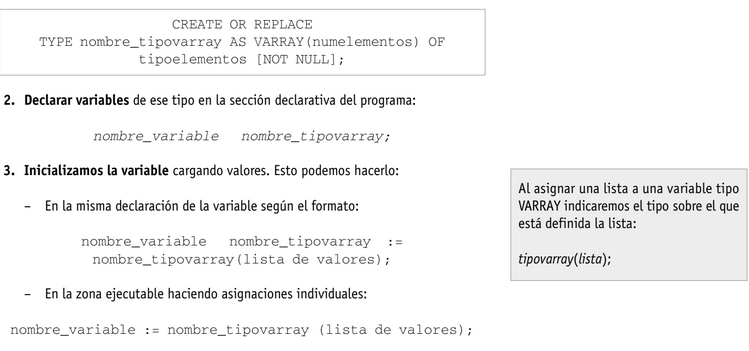 CREATE OR REPLACE
TYPE nombre_tipovarray AS VARRAY(numelementos) OF
tipoelementos [NOT NULL];
2. Declarar variables de ese tipo en la sección declarativa del programa:
nombre_variable nombre_tipovarray;
3. Inicializamos la variable cargando valores. Esto podemos hacerlo:
– En la misma declaración de la variable según el formato:
nombre_variable nombre_tipovarray :=
nombre_tipovarray(lista de valores);
– En la zona ejecutable haciendo asignaciones individuales:
nombre_variable := nombre_tipovarray (lista de valores);
Al asignar una lista a una variable tipo
VARRAY indicaremos el tipo sobre el que
está definida la lista:
tipovarray(lista);